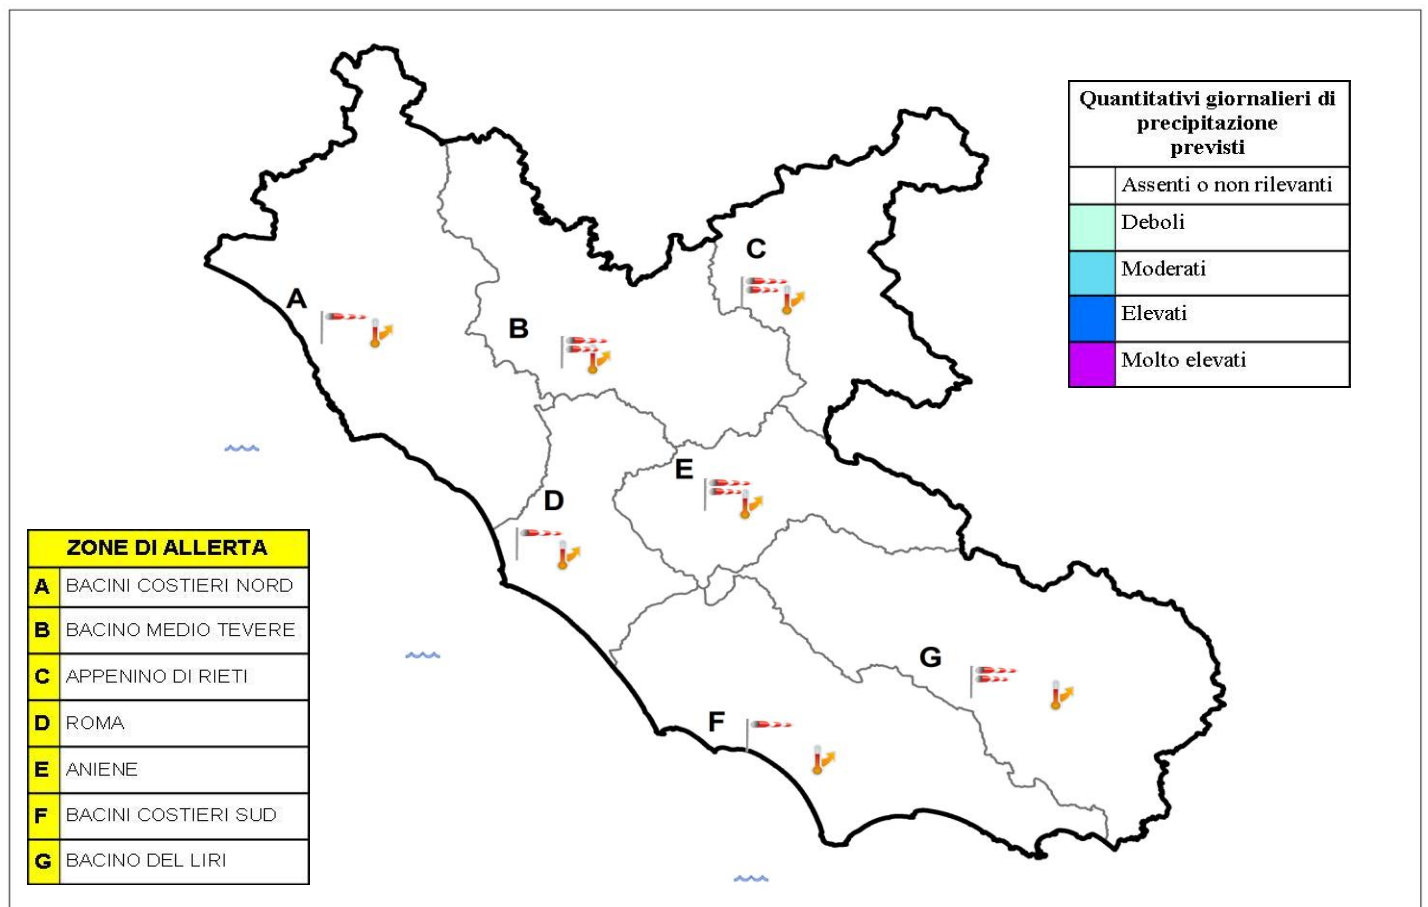 Quantitativi giornalieri di
precipitazione
previsti
Assenti o non rilevanti
Deboli
Moderati
Elevati
Molto elevati
C
A
B
E
D
G
F
ZONE DI ALLERTA
A BACINI COSTIERI NORD
B BACINO MEDIO TEVERE
C APPENINO DI RIETI
D ROMA
E ANIENE
F BACINI COSTIERI SUD
G BACINO DEL LIRI